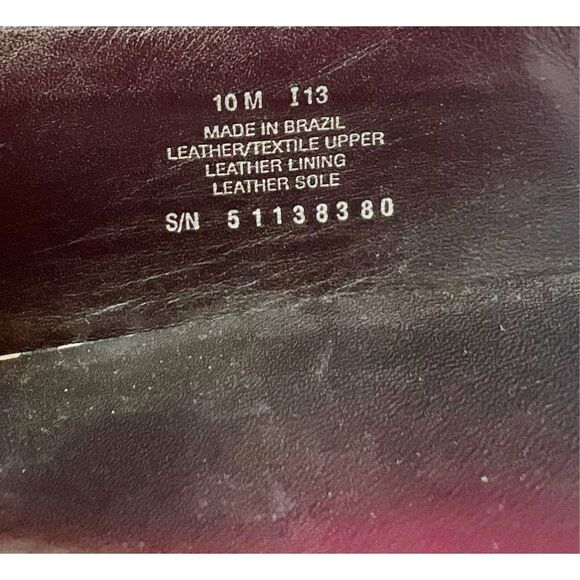 10 M I13
MADE IN BRAZIL
LEATHER/TEXTILE UPPER
LEATHER LINING
LEATHER SOLE
S/N 51138380